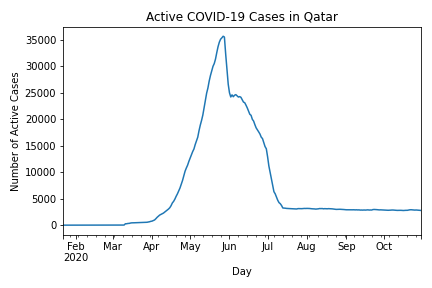 Active COVID-19 Cases in Qatar
35000
30000
25000
20000
15000
10000
5000
0
Number of Active Cases
Feb Mar Apr May Jun Jul Aug Sep Oct
2020
Day